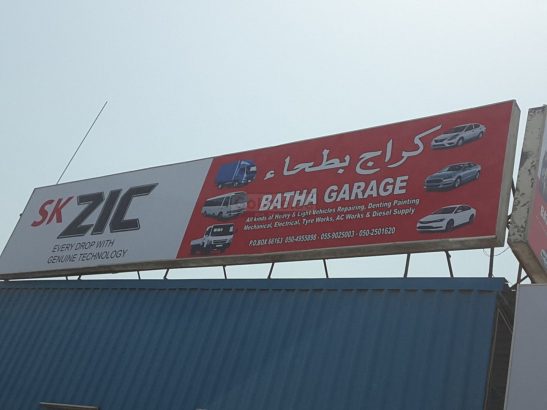 SK ZIC
EVERY DROP WITH
GENUINE TECHNOLOGY
كراج بطحاء
BATHA GARAGE
All kinds of Heavy & Light Vehicles Repairing, Denting Painting
Mechanical, Electrical, Tyre Works, AC Works & Diesel Supply
P.O.BOX 66163 050-4955898 - 055-9025003 - 050-2501620